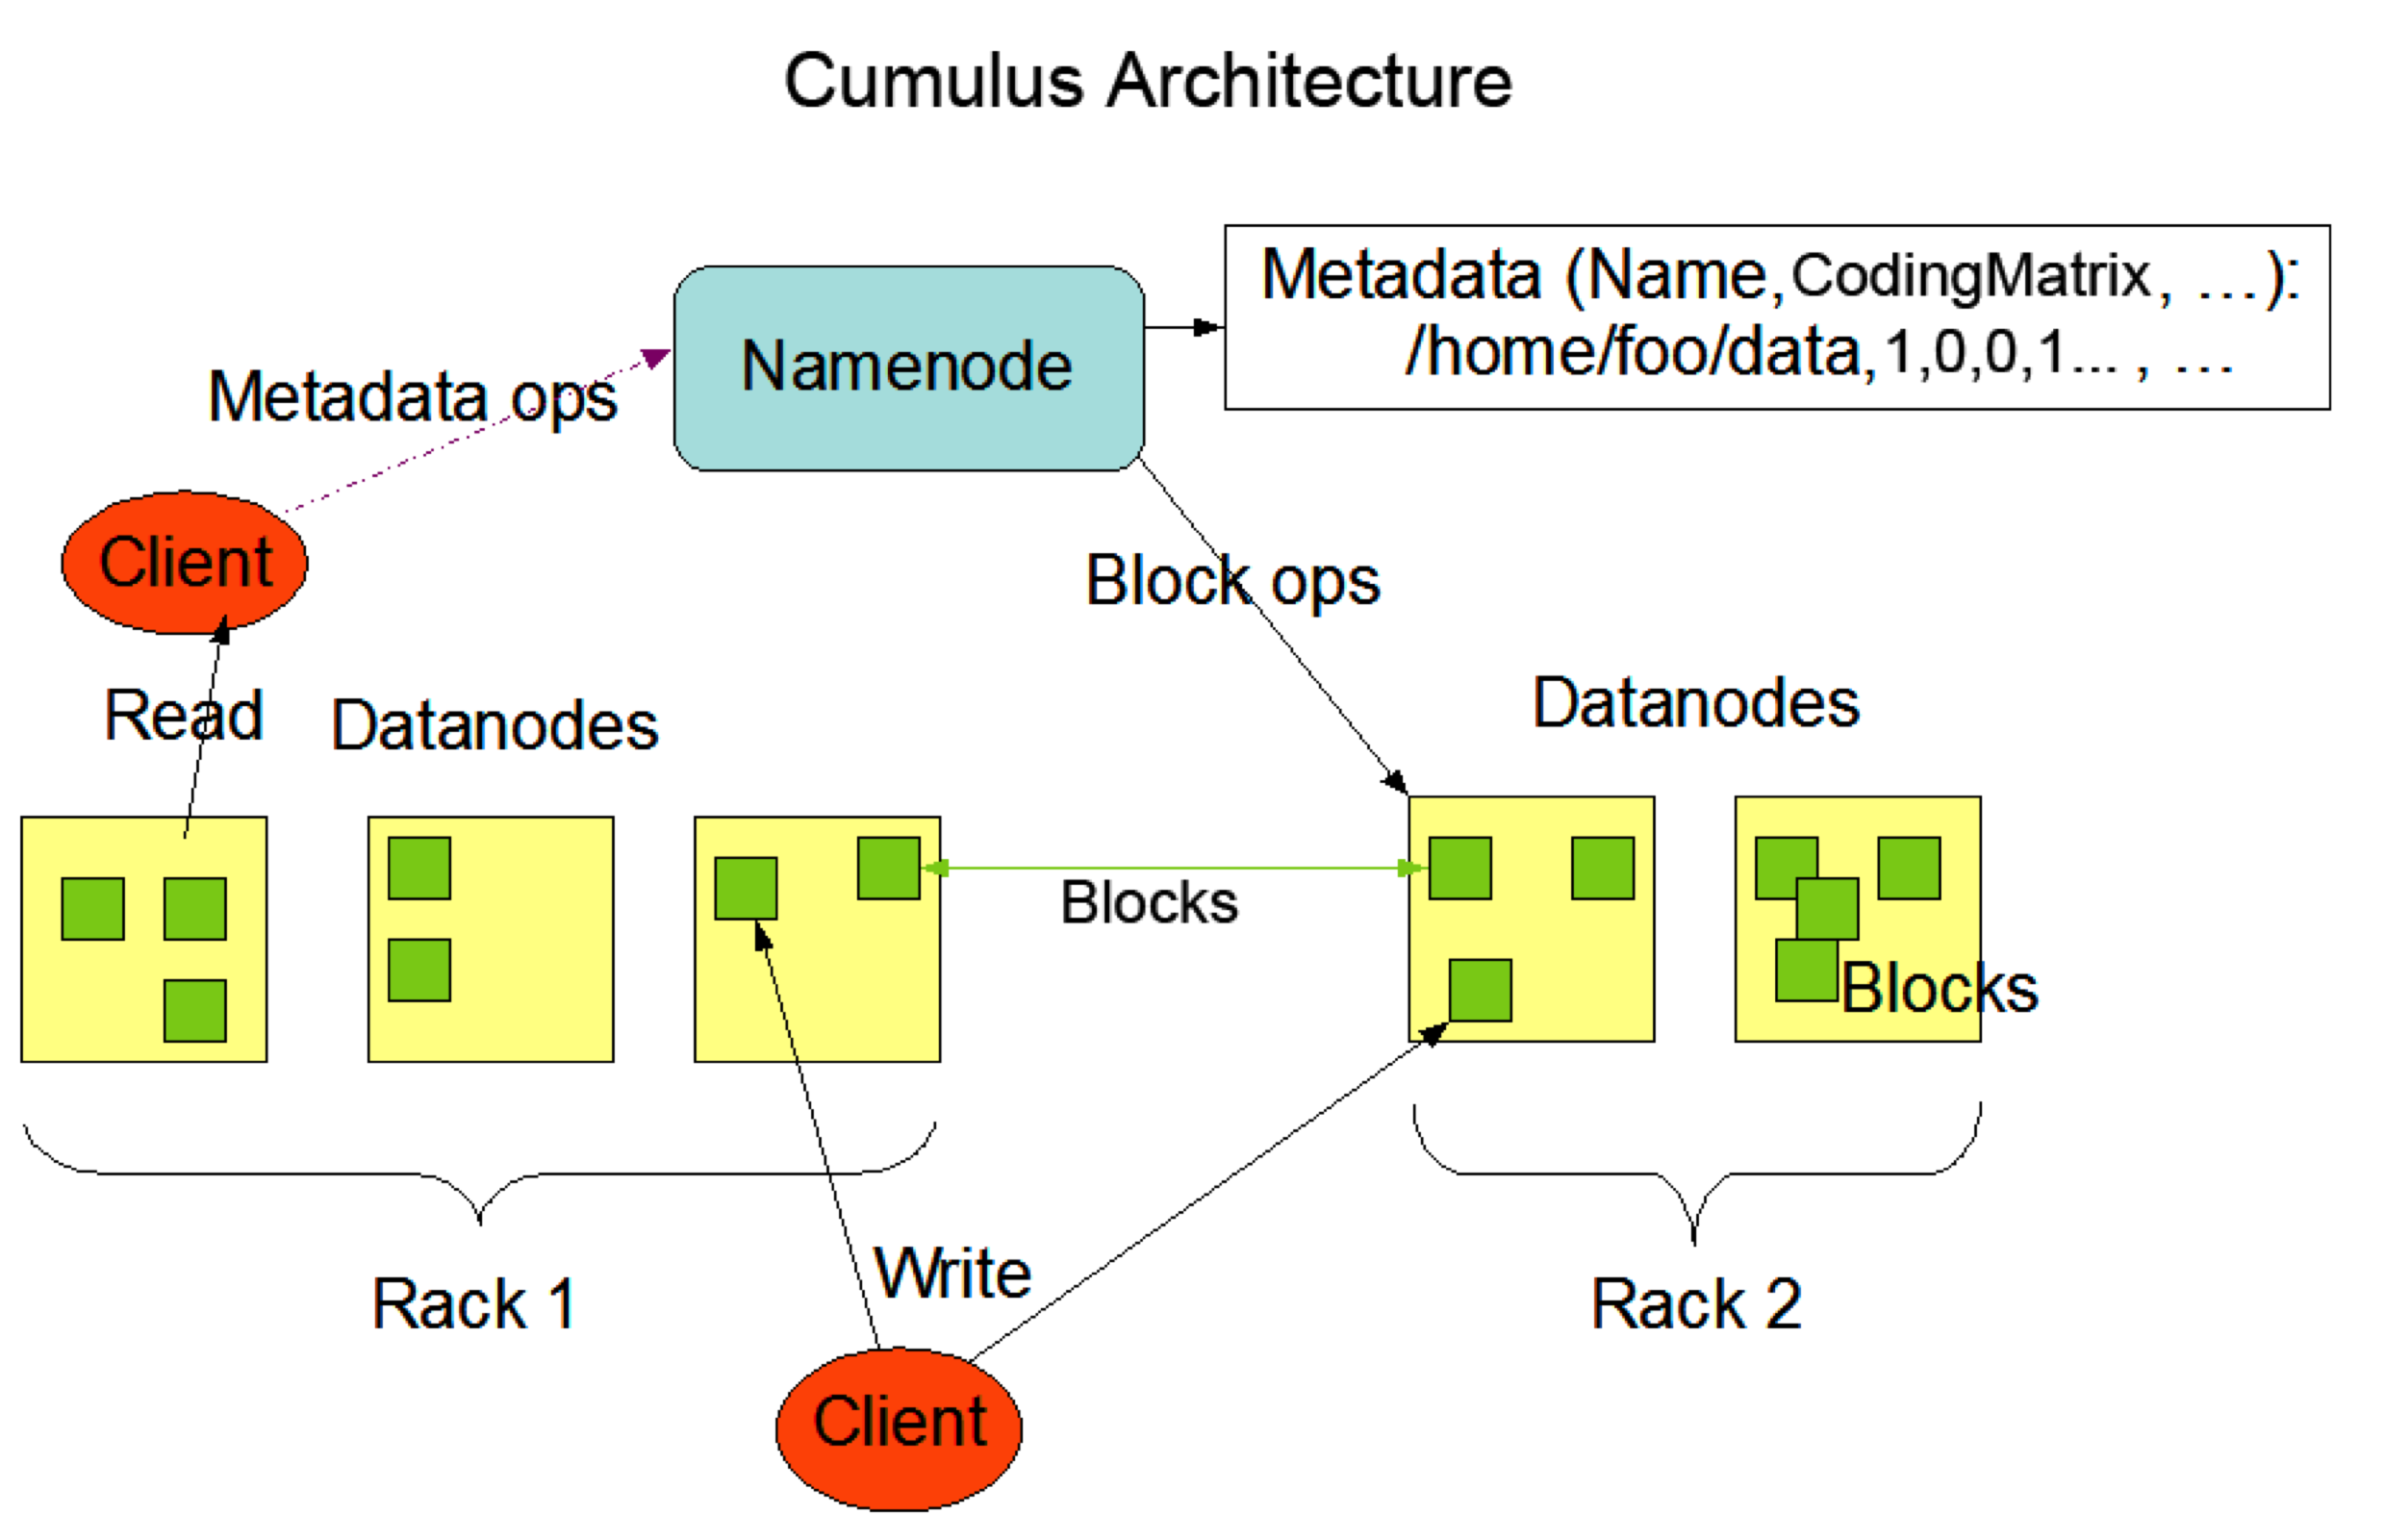 Cumulus Architecture
Metadata (Name,CodingMatrix, ...):
/home/foo/data,1,0,0,1... , ...
Namenode
Metadata ops
Client
Block ops
Read
Datanodes
Datanodes
Blocks
Blocks
Rack 1
Write
Rack 2
Client